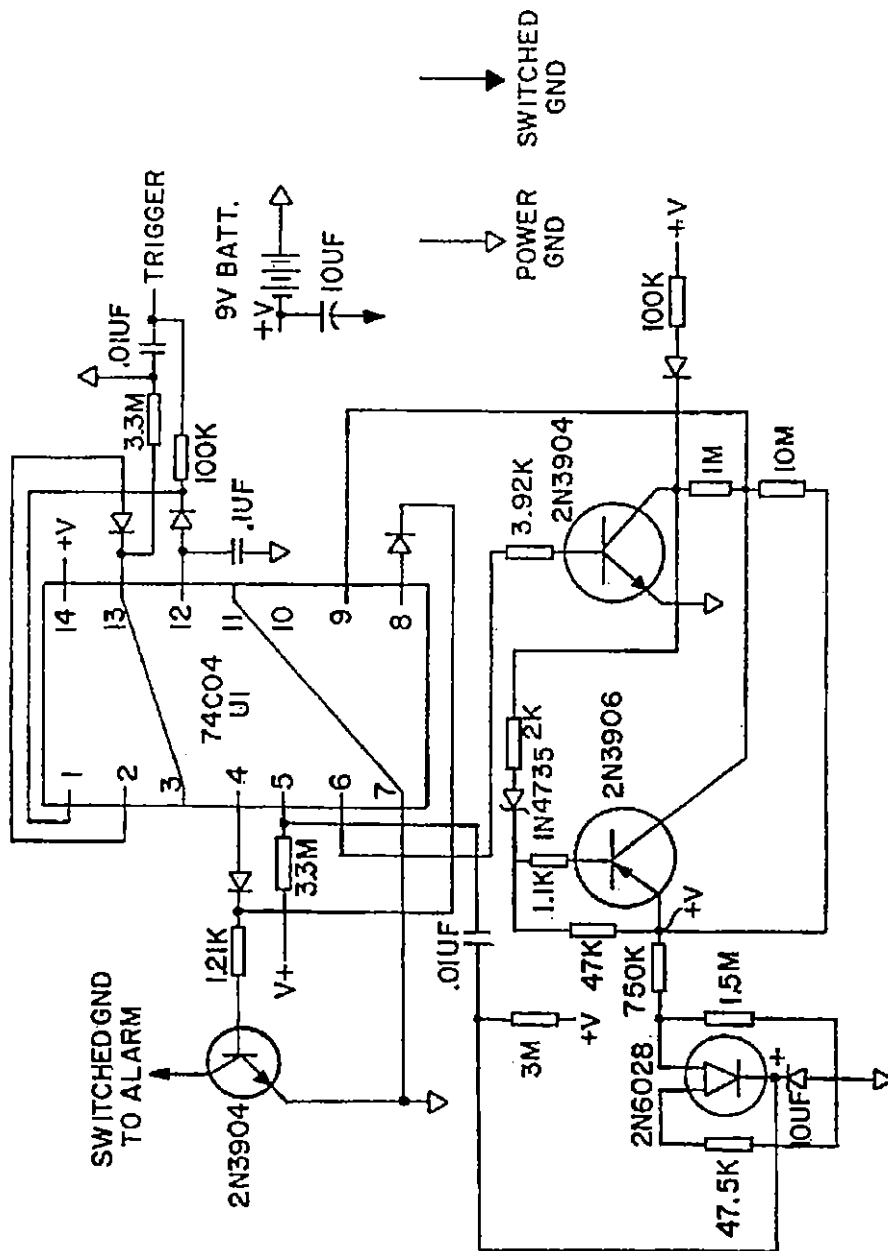 SWITCHED GND
TO ALARM
2N3904
1.21K
V+
3.3M
.01UF
3M
+V
1
2
3
4
5
6
7
74C04
U1
14
13
12
11
10
9
8
+V
3.3M
.01UF
TRIGGER
100K
.1UF
9V BATT.
+V
10UF
POWER
GND
SWITCHED
GND
3.92K
2N3904
100K
+V
1M
10M
2K
1N4735
1.1K
2N3906
47K
+V
750K
1.5M
2N6028
+
10UF
47.5K